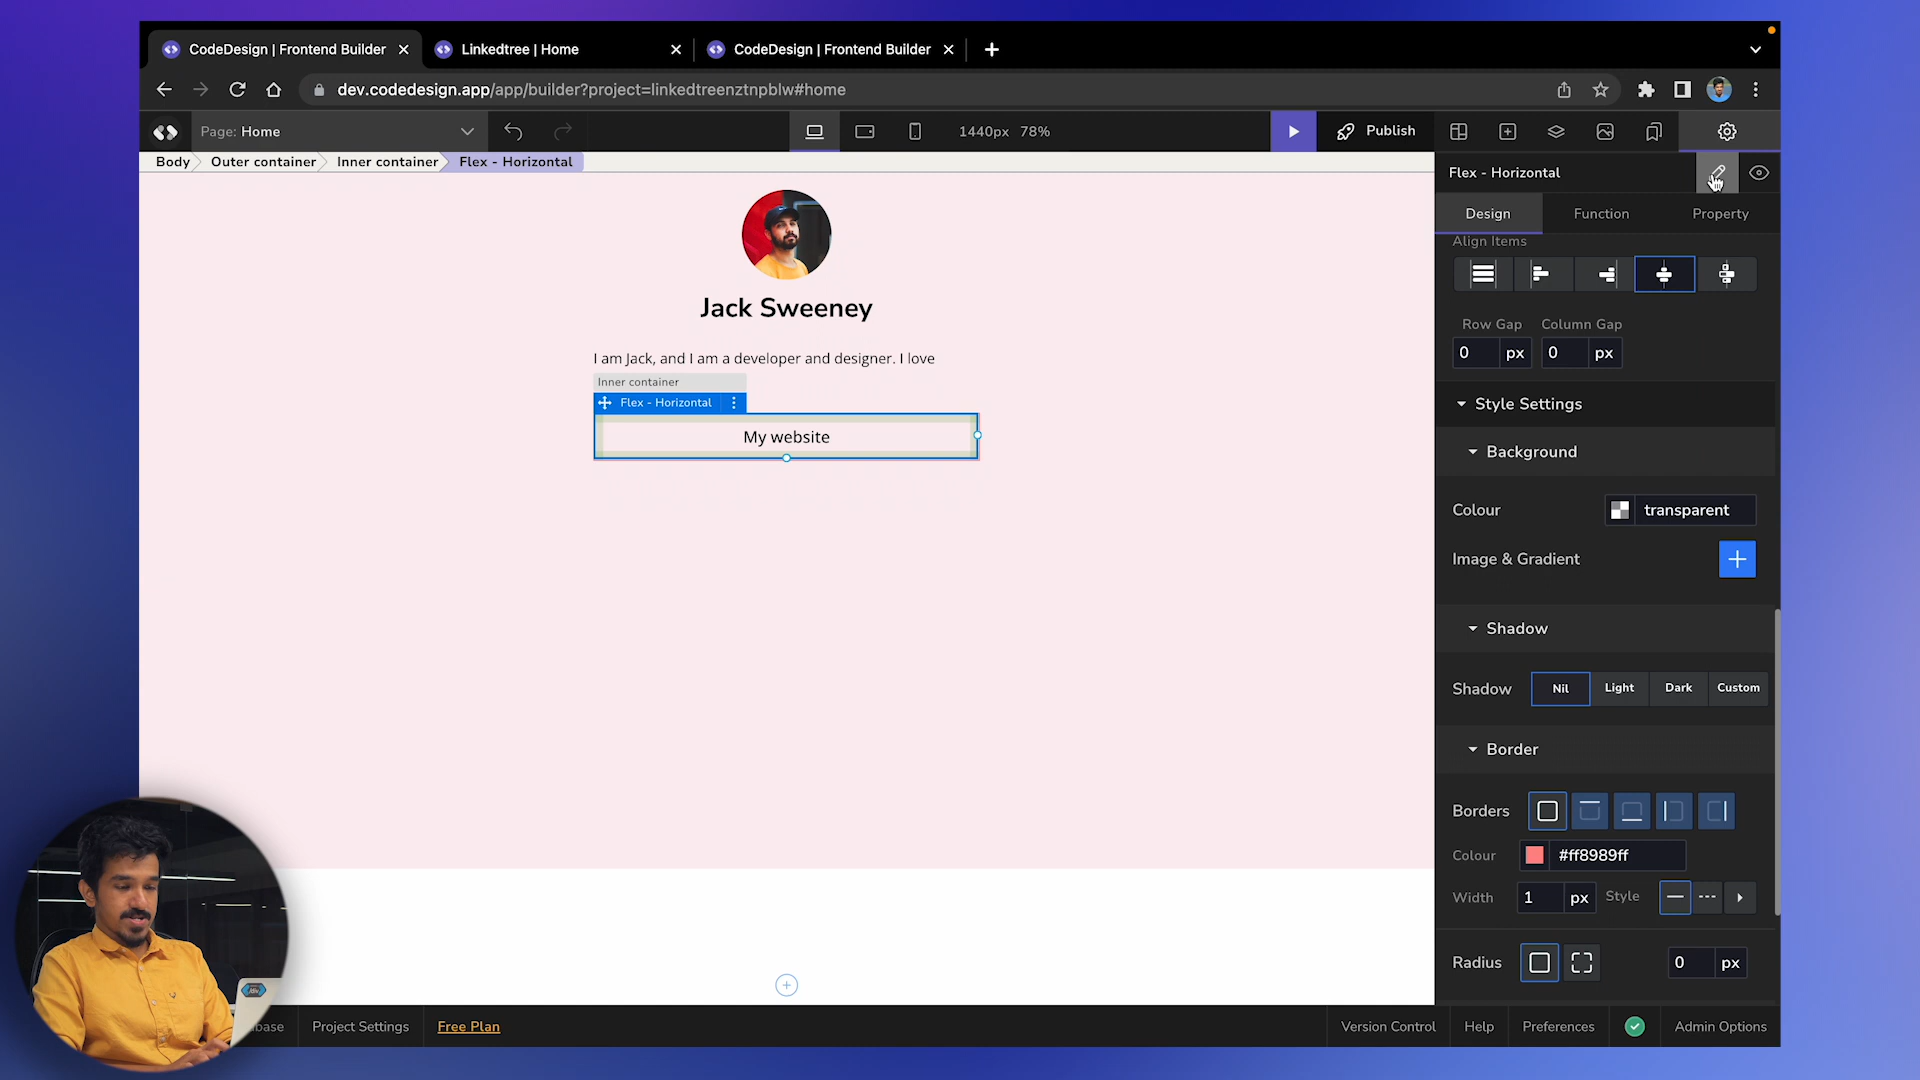 CodeDesign | Frontend Builder
Linkedtree | Home
CodeDesign | Frontend Builder
dev.codedesign.app/app/builder?project=linkedtreenztnpblw#home
Page: Home
1440px 78%
Publish
Body
Outer container
Inner container
Flex - Horizontal
Flex - Horizontal
Design
Function
Property
Align Items
Row Gap
Column Gap
0 px
0 px
Style Settings
Background
Colour
transparent
Image & Gradient
Shadow
Shadow
Nil
Light
Dark
Custom
Border
Borders
Colour
#ff8989ff
Width
1 px
Style
Radius
0 px
Jack Sweeney
I am Jack, and I am a developer and designer. I love
Inner container
Flex - Horizontal
My website
Project Settings
Free Plan
Version Control
Help
Preferences
Admin Options